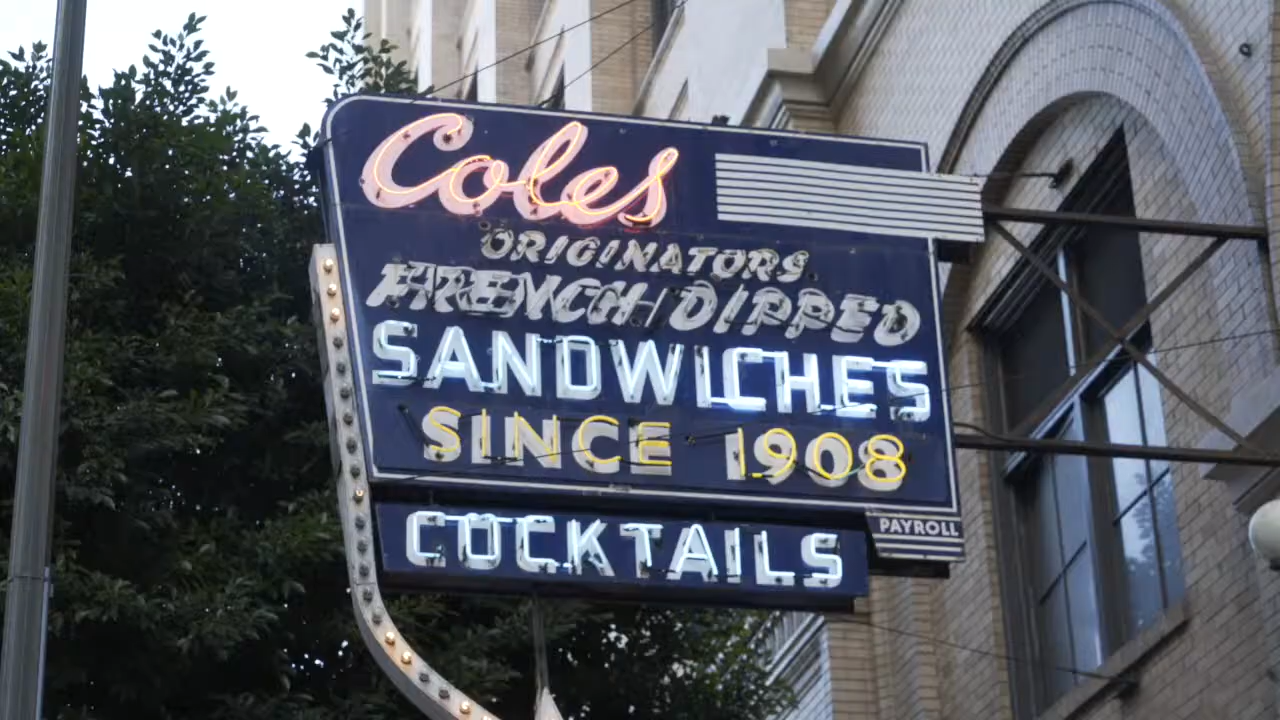 Coles
ORIGINATORS
FRENCH DIPPED
SANDWICHES
SINCE 1908
PAYROLL
COCKTAILS